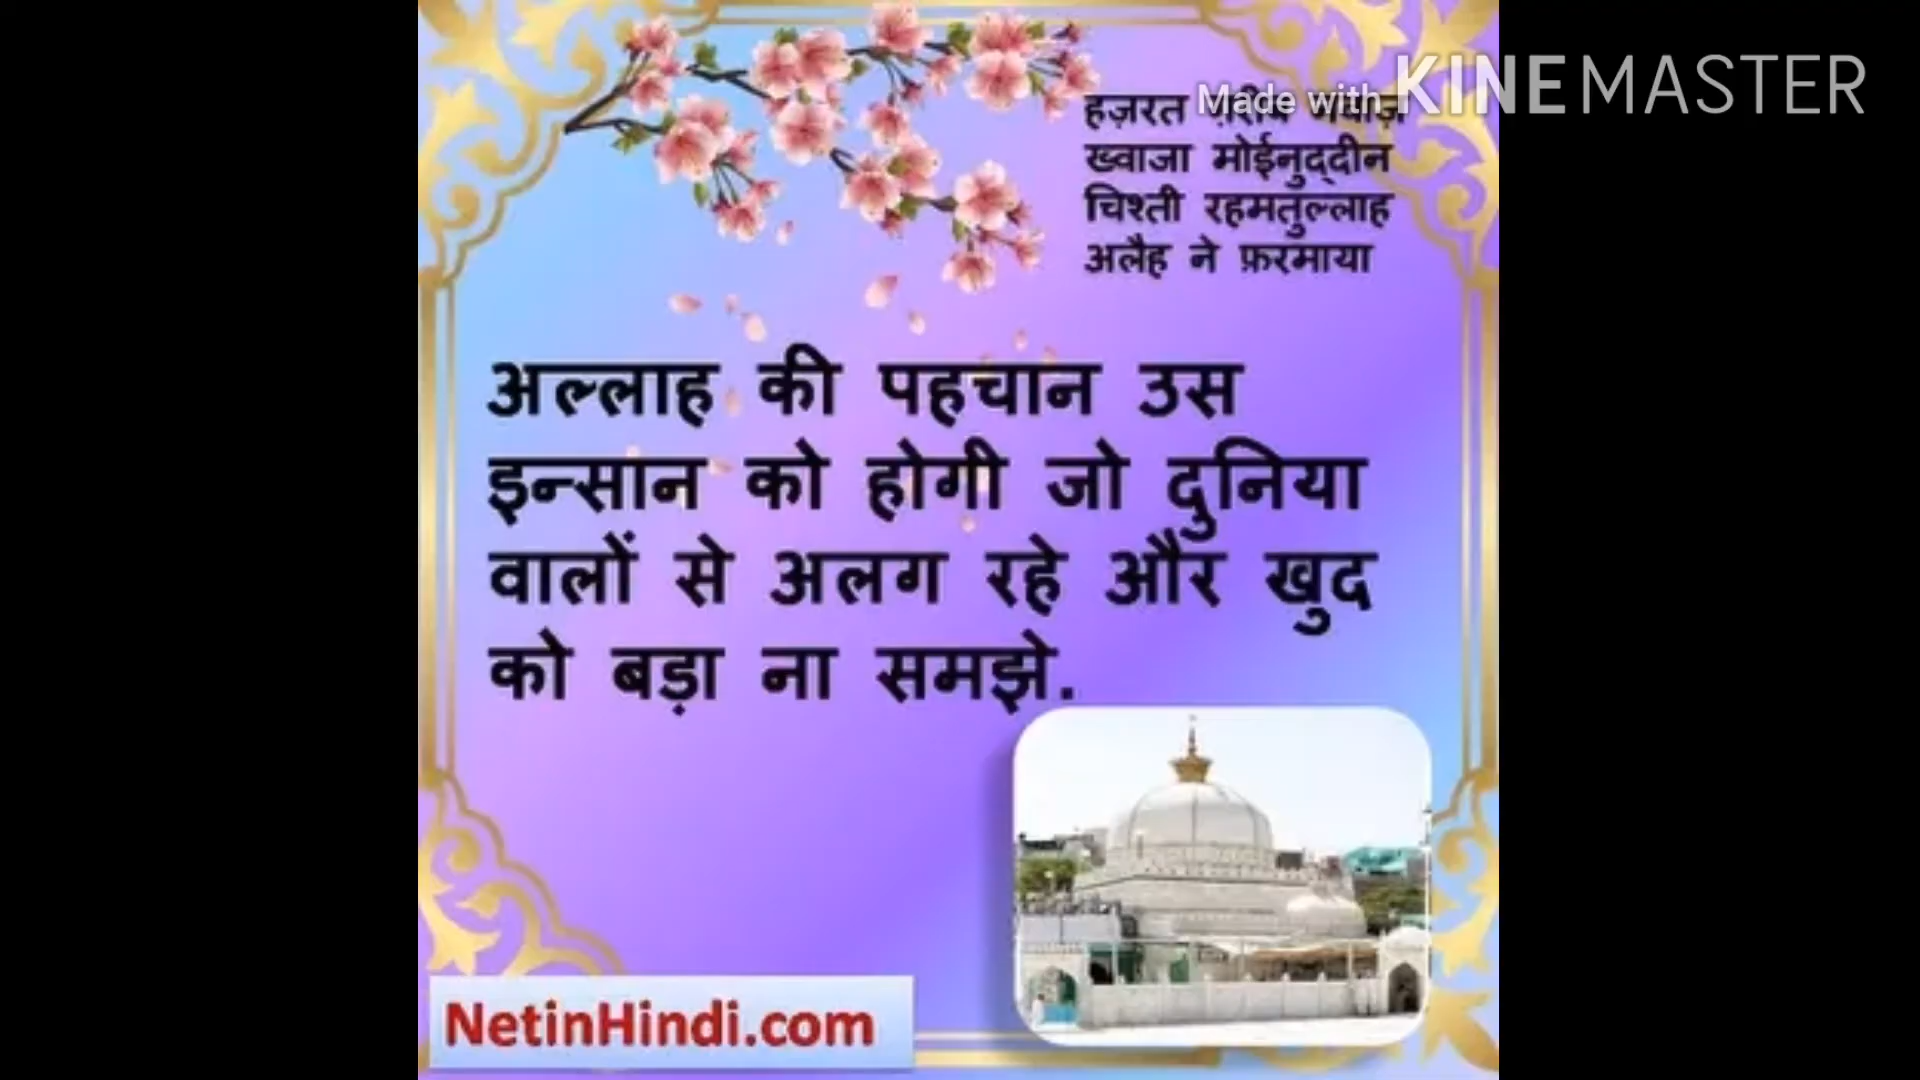 Made with KINEMASTER
हज़रत
ख्वाजा मोईनुद्दीन
चिश्ती रहमतुल्लाह
अलैह ने फ़रमाया
अल्लाह की पहचान उस
इन्सान को होगी जो दुनिया
वालों से अलग रहे और खुद
को बड़ा ना समझे.
NetinHindi.com